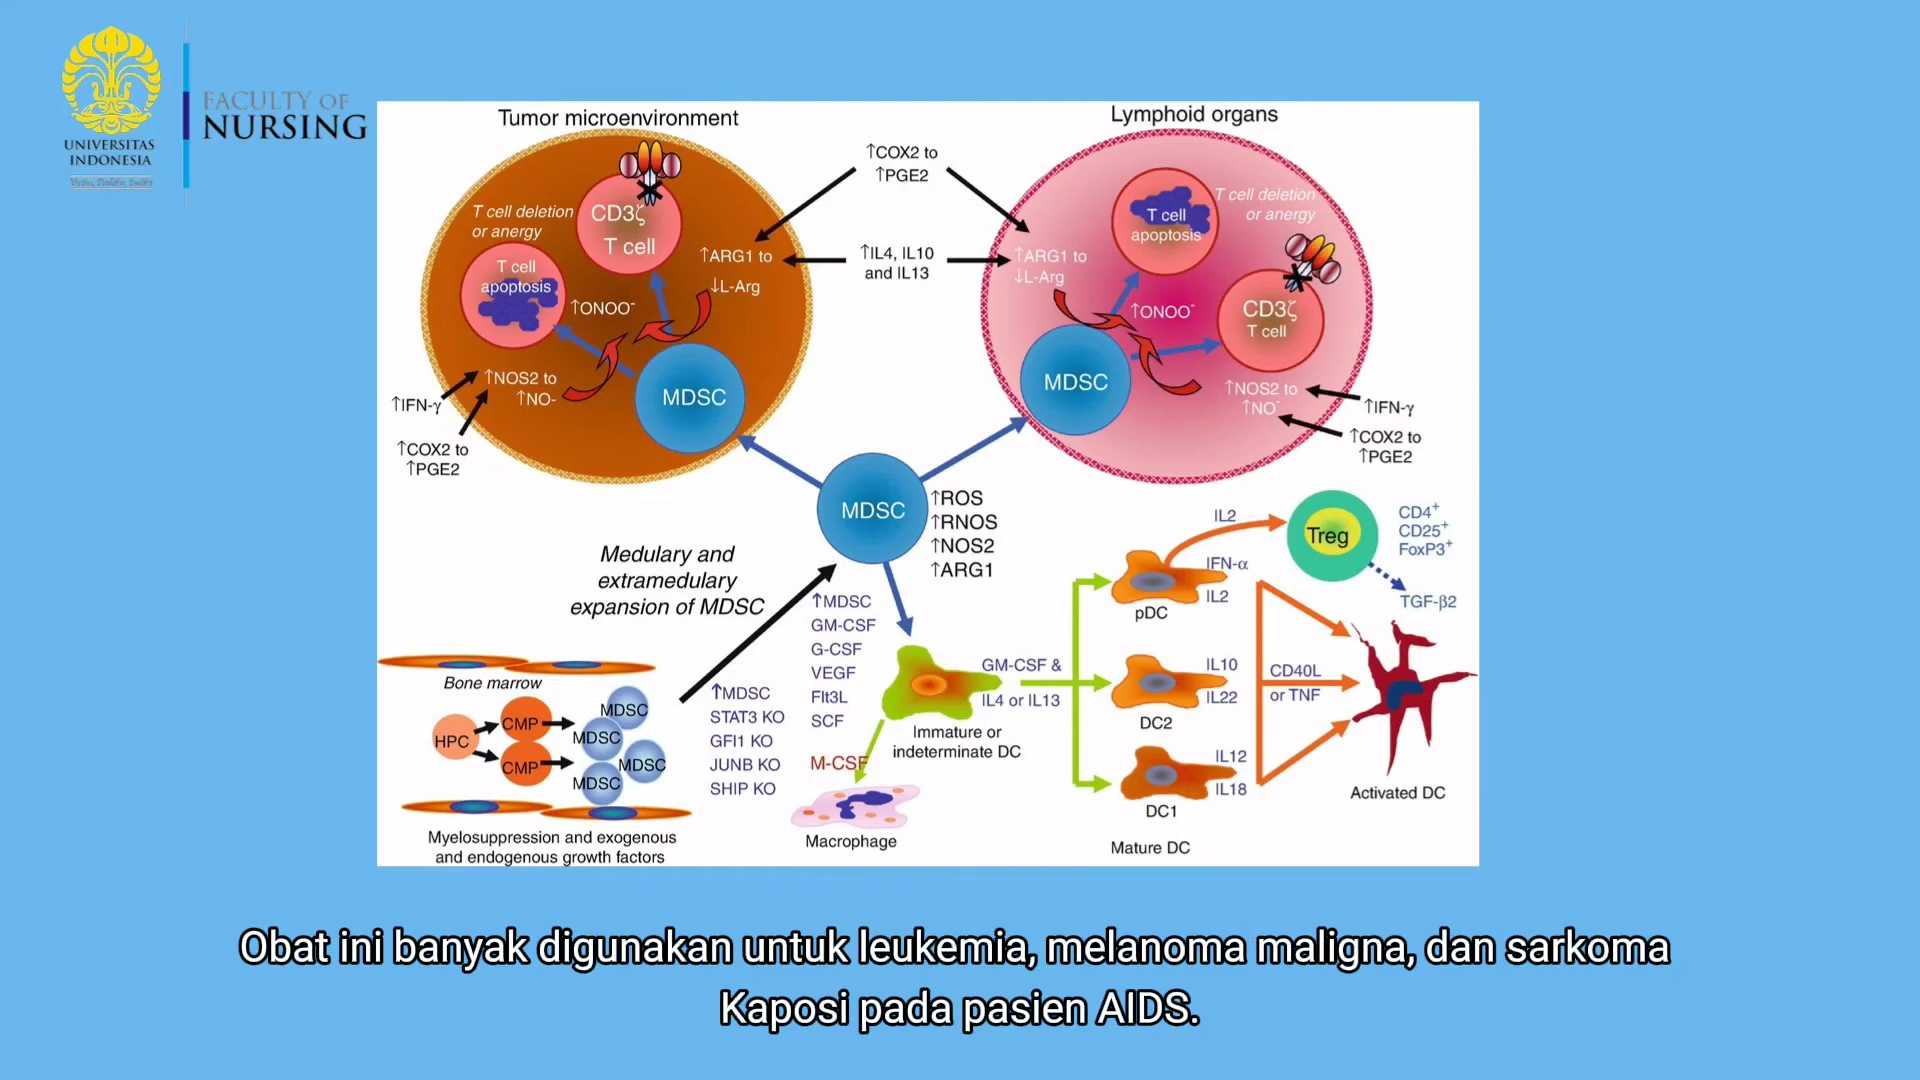 UNIVERSITAS
INDONESIA
FACULTY OF
NURSING
Tumor microenvironment
Lymphoid organs
↑COX2 to
↑PGE2
↑IL4, IL10
and IL13
T cell deletion
or anergy
CD3ζ
T cell
T cell
apoptosis
↑ARG1 to
↓L-Arg
↑ONOO⁻
↑NOS2 to
↑NO-
MDSC
↑IFN-γ
↑COX2 to
↑PGE2
T cell
apoptosis
T cell deletion
or anergy
↑ARG1 to
↓L-Arg
↑ONOO⁻
CD3ζ
T cell
MDSC
↑NOS2 to
↑NO⁻
↑IFN-γ
↑COX2 to
↑PGE2
MDSC
↑ROS
↑RNOS
↑NOS2
↑ARG1
Medulary and
extramedulary
expansion of MDSC
Bone marrow
HPC
CMP
CMP
MDSC
MDSC
MDSC
MDSC
Myelosuppression and exogenous
and endogenous growth factors
↑MDSC
STAT3 KO
GFI1 KO
JUNB KO
SHIP KO
↑MDSC
GM-CSF
G-CSF
VEGF
Flt3L
SCF
M-CSF
Macrophage
Immature or
indeterminate DC
GM-CSF &
IL4 or IL13
IL2
IFN-α
IL2
pDC
IL10
IL22
DC2
IL12
IL18
DC1
Mature DC
Treg
CD4⁺
CD25⁺
FoxP3⁺
TGF-β2
CD40L
or TNF
Activated DC
Obat ini banyak digunakan untuk leukemia, melanoma maligna, dan sarkoma
Kaposi pada pasien AIDS.